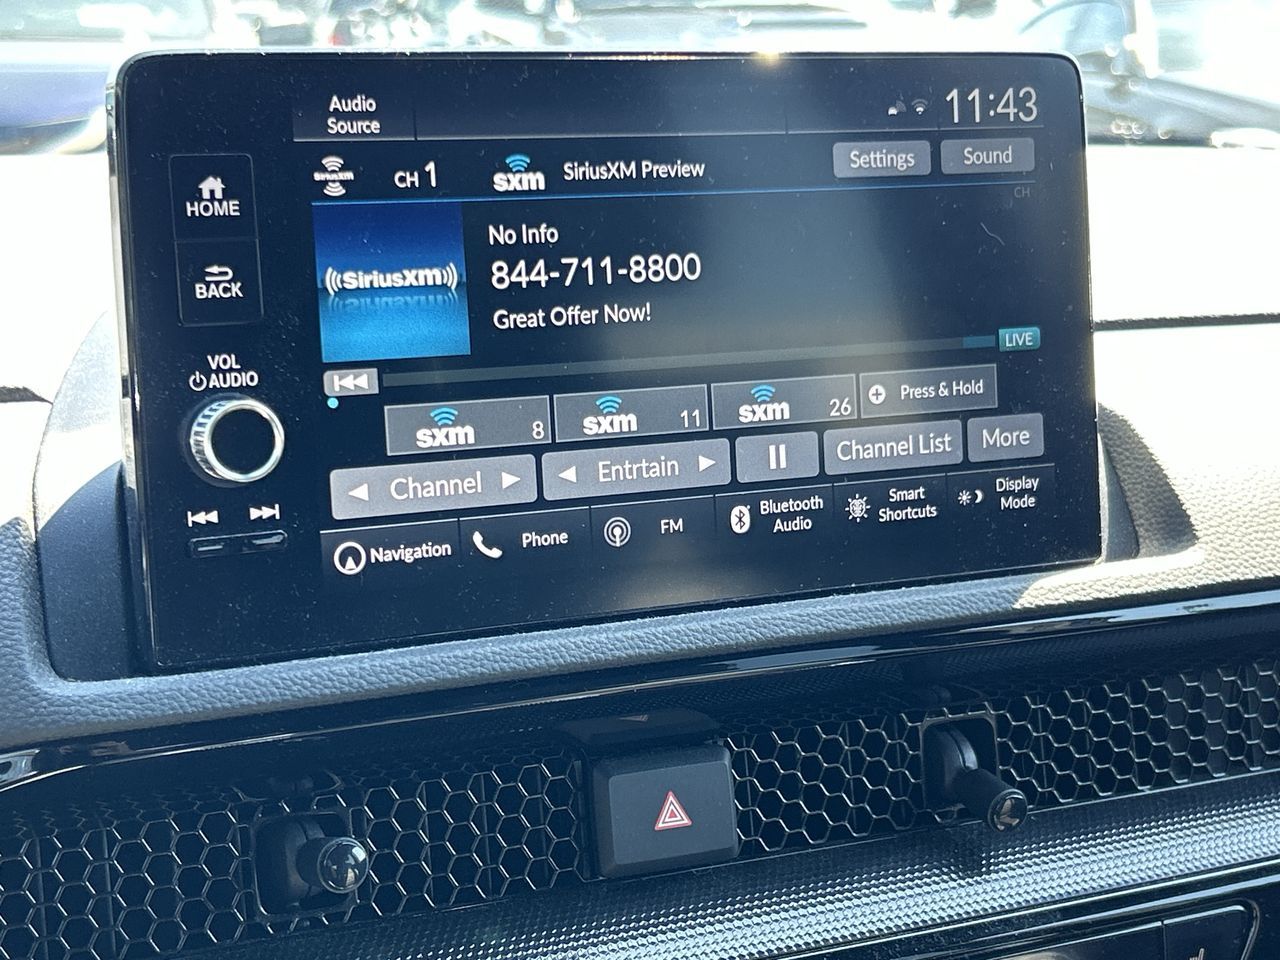 Audio
Source
11:43
SiriusXM
CH 1
sxm
SiriusXM Preview
Settings
Sound
CH
HOME
BACK
VOL
AUDIO
((SiriusXM))
No Info
844-711-8800
Great Offer Now!
LIVE
sxm 8
sxm 11
sxm 26
Press & Hold
Channel
Entrtain
Channel List
More
Navigation
Phone
FM
Bluetooth
Audio
Smart
Shortcuts
Display
Mode